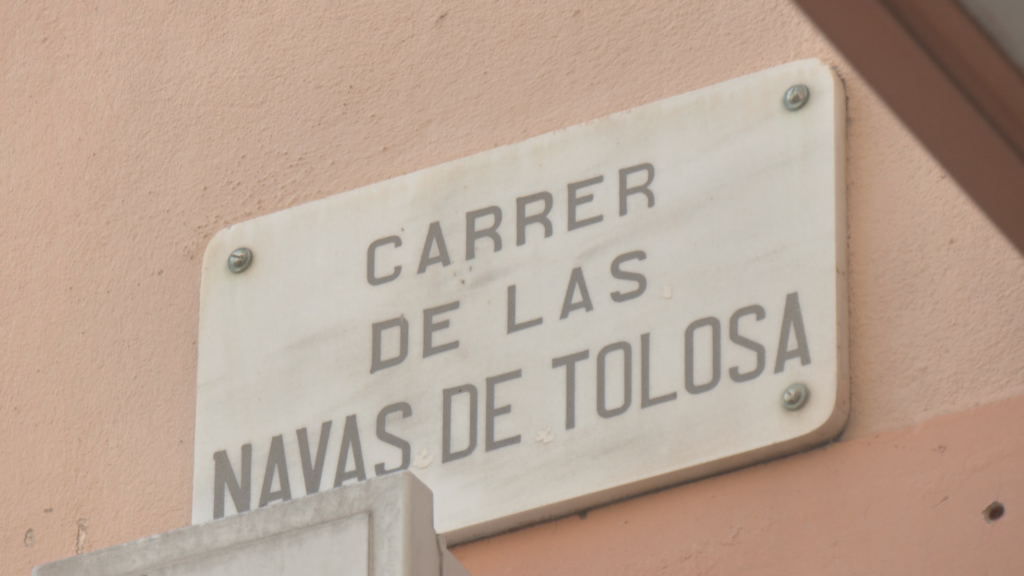 CARRER
DE LAS
NAVAS DE TOLOSA